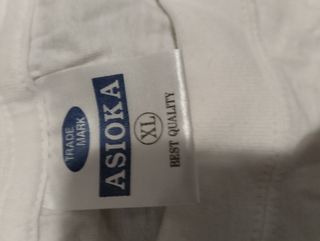 TRADE
MARK
ASIOKA
XL
BEST QUALITY